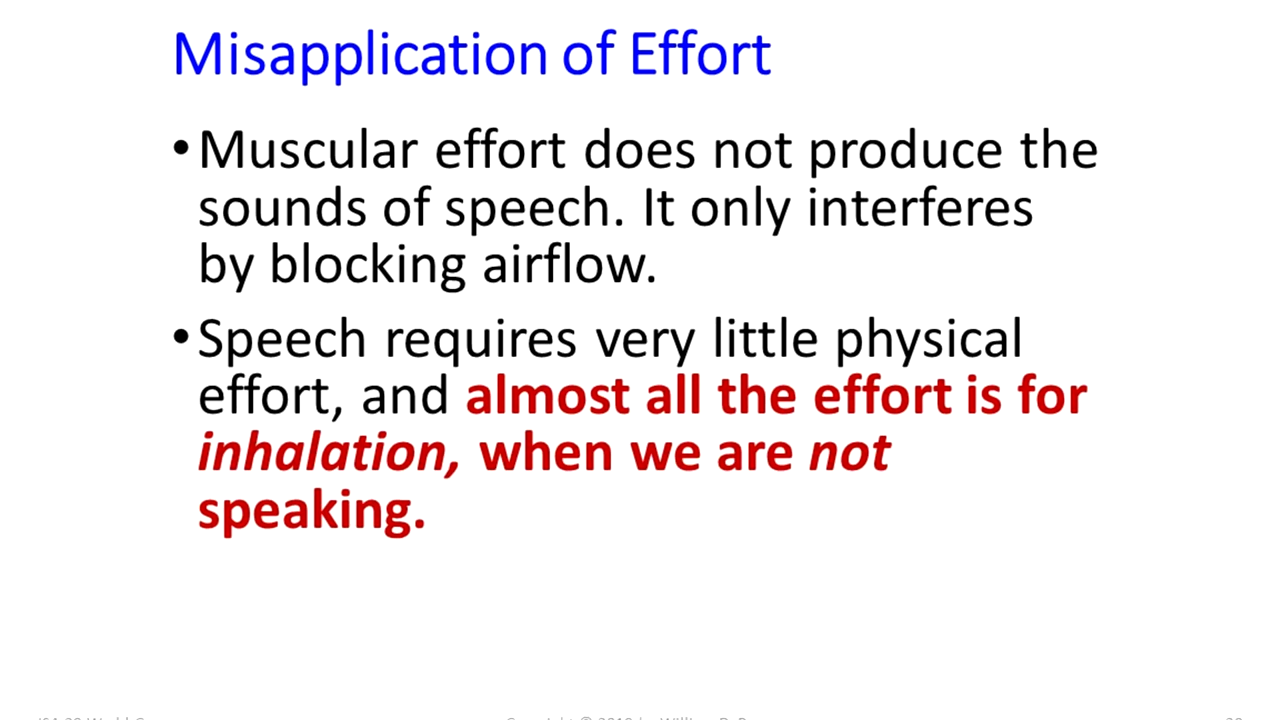 Misapplication of Effort
• Muscular effort does not produce the
sounds of speech. It only interferes
by blocking airflow.
• Speech requires very little physical
effort, and almost all the effort is for
inhalation, when we are not
speaking.